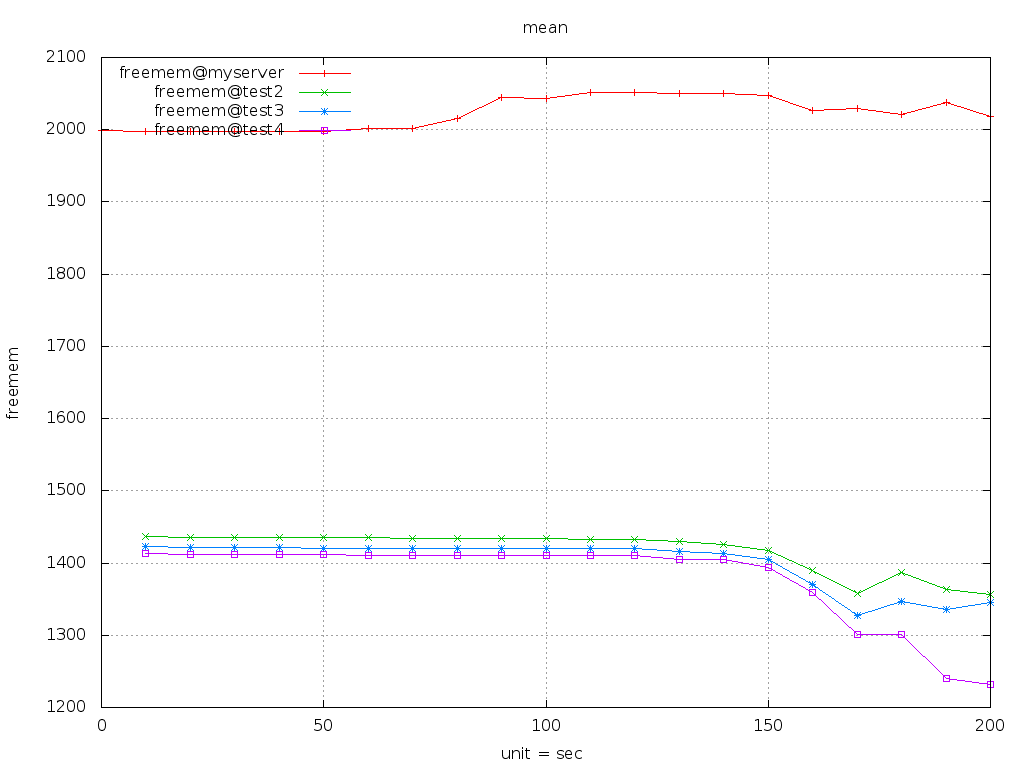 mean
2100
2000
1900
1800
1700
1600
1500
1400
1300
1200
freemem
freemem@myserver
freemem@test2
freemem@test3
freemem@test4
0 50 100 150 200
unit = sec